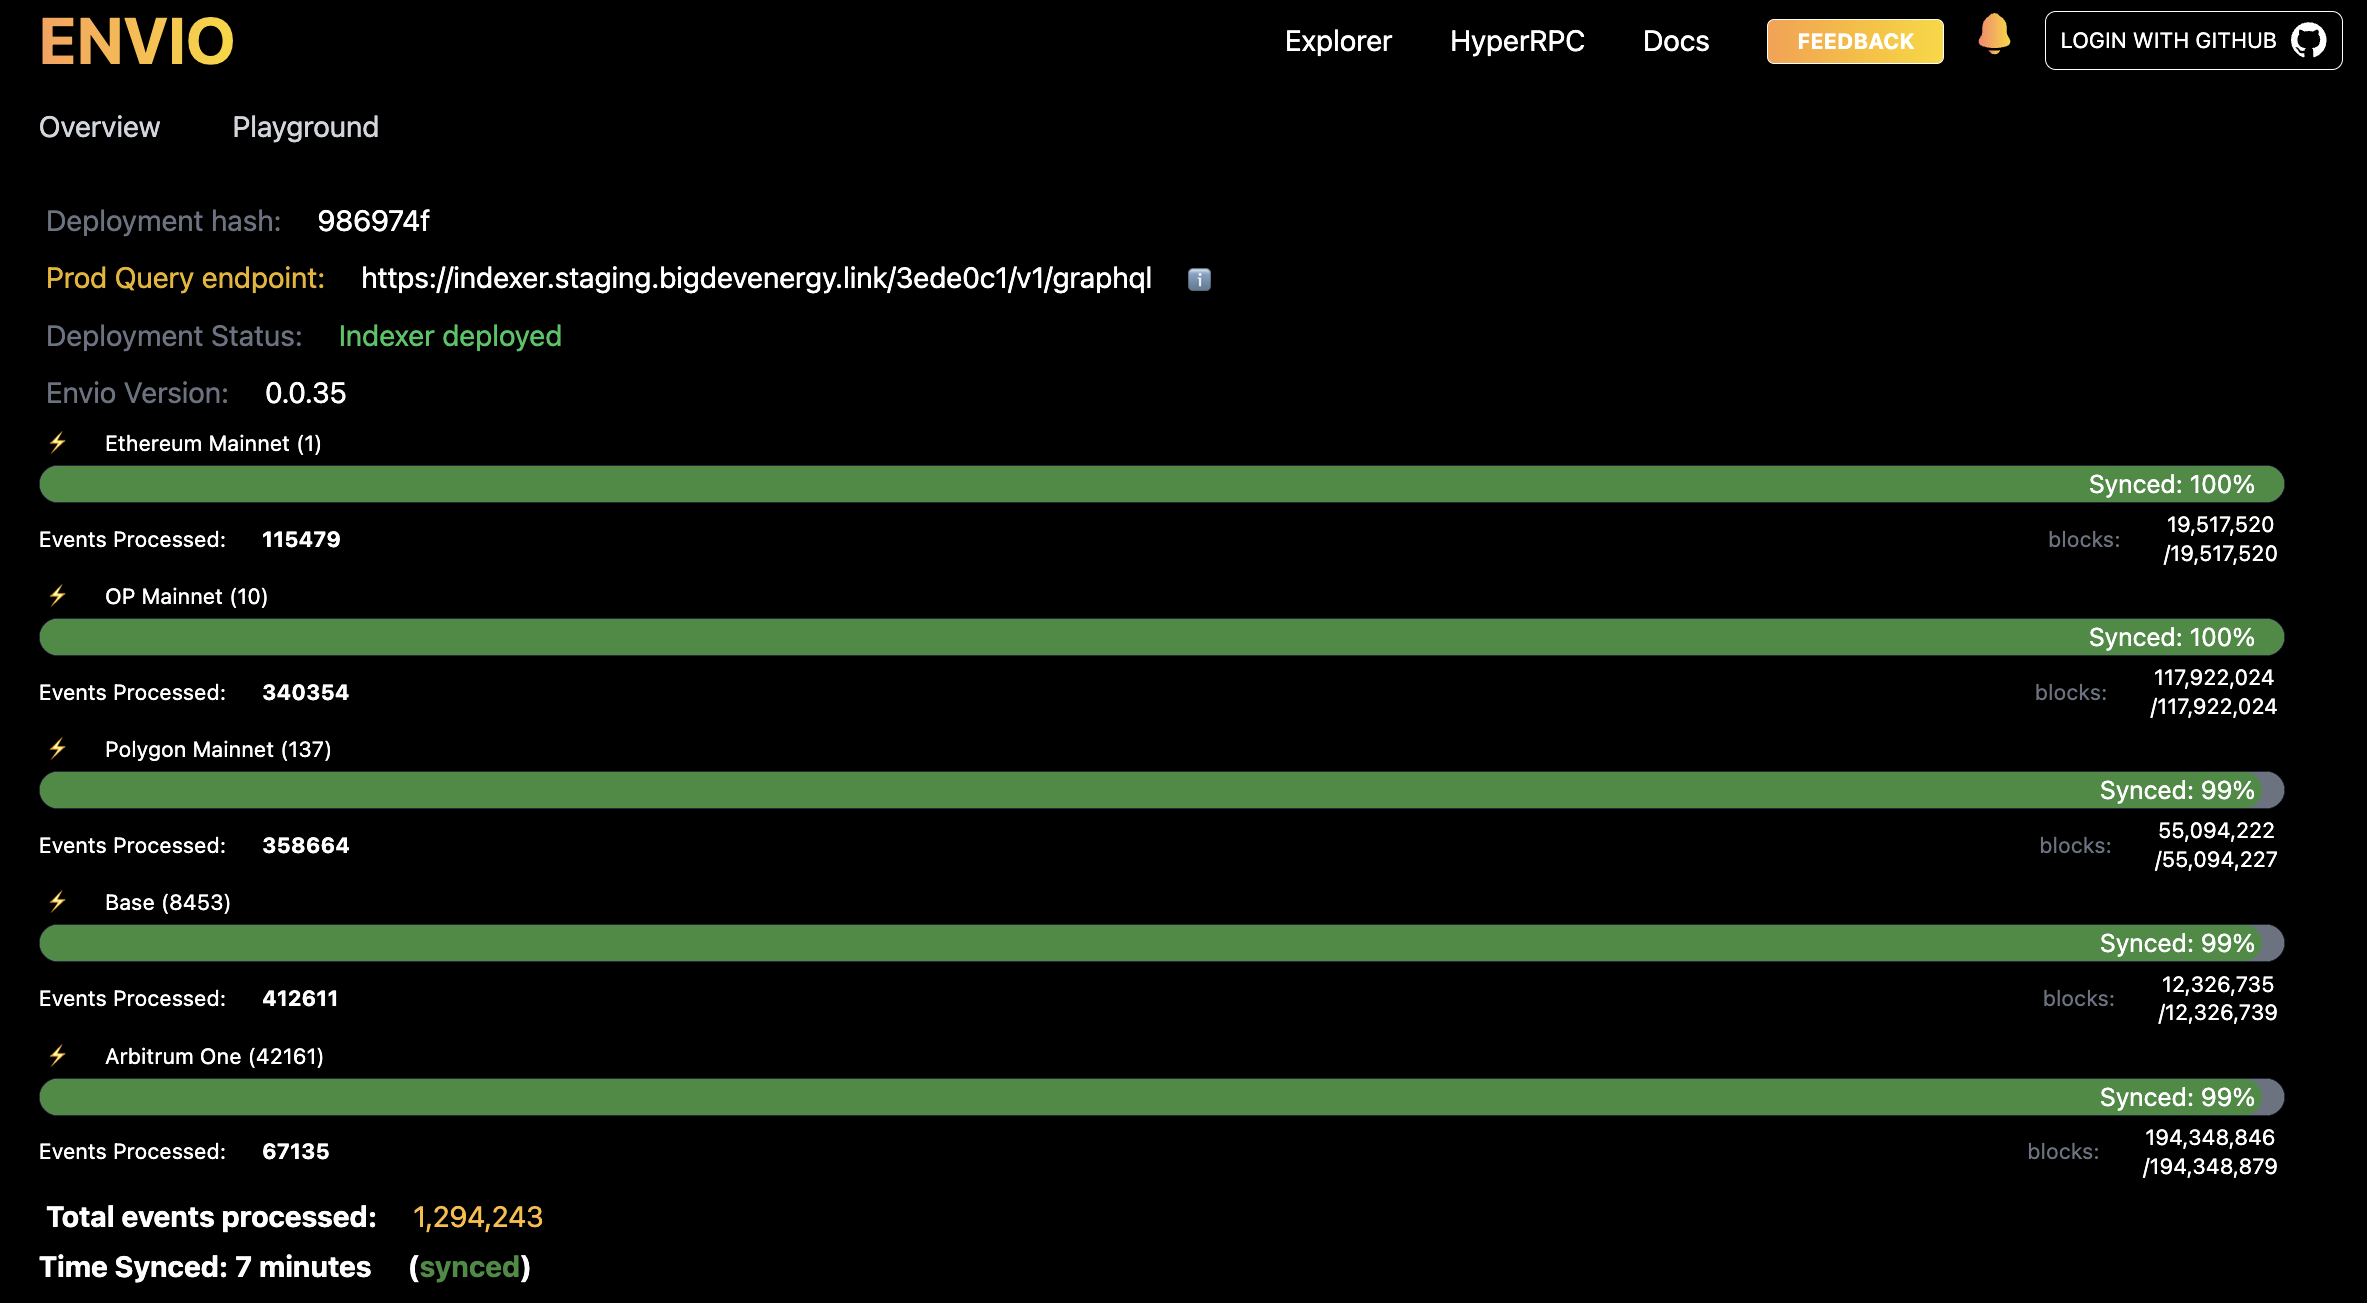 ENVIO
Explorer HyperRPC Docs FEEDBACK LOGIN WITH GITHUB
Overview Playground
Deployment hash: 986974f
Prod Query endpoint: https://indexer.staging.bigdevenergy.link/3ede0c1/v1/graphql
Deployment Status: Indexer deployed
Envio Version: 0.0.35
Ethereum Mainnet (1)
Synced: 100%
Events Processed: 115479 blocks: 19,517,520
/19,517,520
OP Mainnet (10)
Synced: 100%
Events Processed: 340354 blocks: 117,922,024
/117,922,024
Polygon Mainnet (137)
Synced: 99%
Events Processed: 358664 blocks: 55,094,222
/55,094,227
Base (8453)
Synced: 99%
Events Processed: 412611 blocks: 12,326,735
/12,326,739
Arbitrum One (42161)
Synced: 99%
Events Processed: 67135 blocks: 194,348,846
/194,348,879
Total events processed: 1,294,243
Time Synced: 7 minutes (synced)